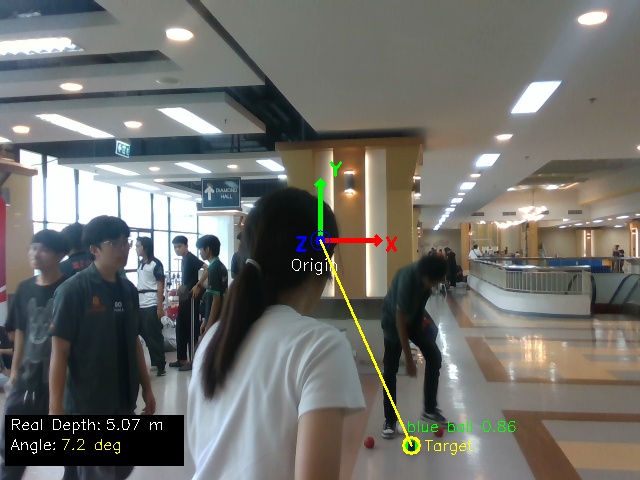 DIAMOND
HALL
Y
Z
X
Origin
blue ball 0.86
Target
Real Depth: 5.07 m
Angle: 7.2 deg